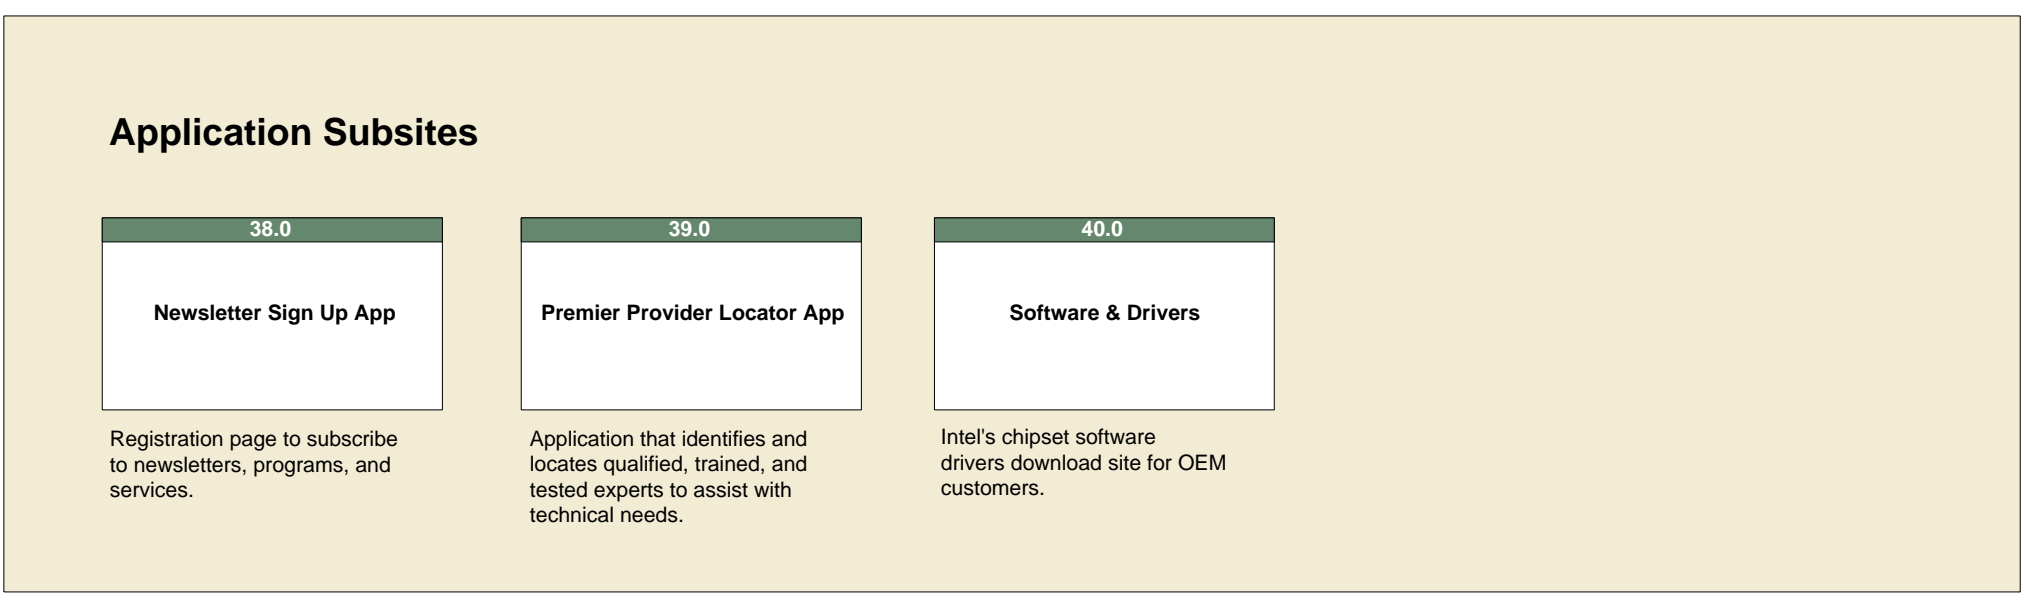 Application Subsites
38.0
Newsletter Sign Up App
Registration page to subscribe
to newsletters, programs, and
services.
39.0
Premier Provider Locator App
Application that identifies and
locates qualified, trained, and
tested experts to assist with
technical needs.
40.0
Software & Drivers
Intel's chipset software
drivers download site for OEM
customers.